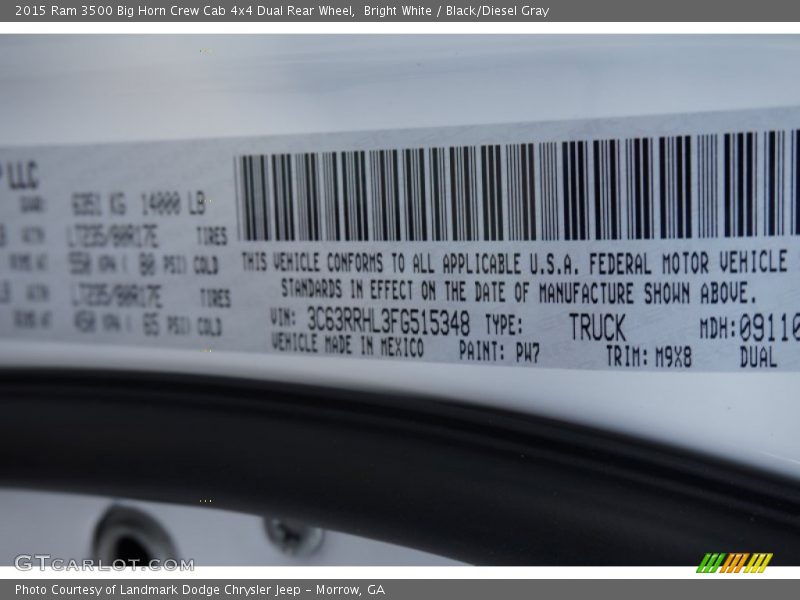 2015 Ram 3500 Big Horn Crew Cab 4x4 Dual Rear Wheel,  Bright White / Black/Diesel Gray
LLC
6351 KG 14000 LB
LT235/80R17E TIRES
550 KPA ( 80 PSI) COLD
LT235/80R17E TIRES
450 KPA ( 65 PSI) COLD
THIS VEHICLE CONFORMS TO ALL APPLICABLE U.S.A. FEDERAL MOTOR VEHICLE
STANDARDS IN EFFECT ON THE DATE OF MANUFACTURE SHOWN ABOVE.
VIN: 3C63RRHL3FG515348 TYPE: TRUCK MDH:09110
VEHICLE MADE IN MEXICO PAINT: PW7 TRIM: M9X8 DUAL
GTCARLOT.COM
Photo Courtesy of Landmark Dodge Chrysler Jeep – Morrow, GA